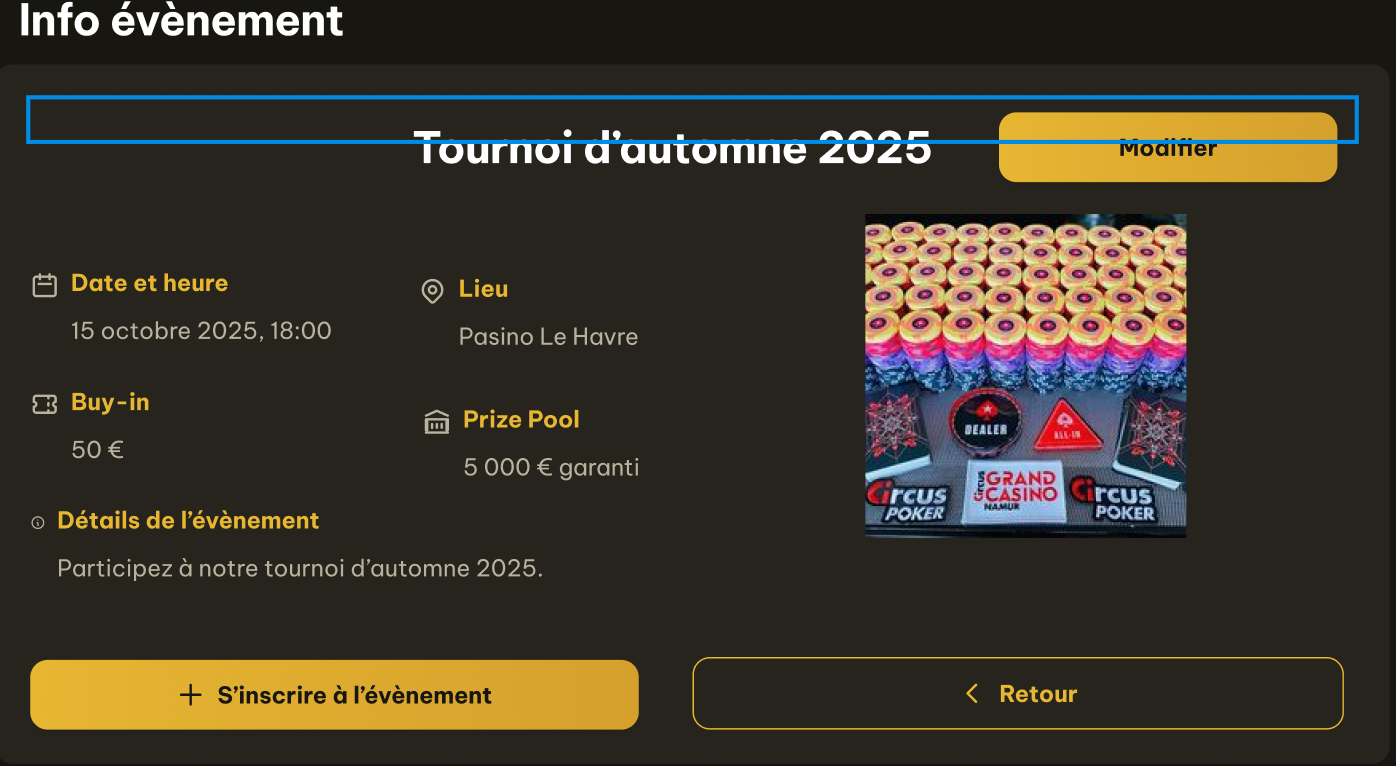 Info évènement
Tournoi d’automne 2025
Modifier
Date et heure
15 octobre 2025, 18:00
Lieu
Pasino Le Havre
Buy-in
50 €
Prize Pool
5 000 € garanti
Détails de l’évènement
Participez à notre tournoi d’automne 2025.
DEALER
ALL-IN
Circus
GRAND
CASINO
NAMUR
Circus
POKER
Circus
POKER
S’inscrire à l’évènement
Retour